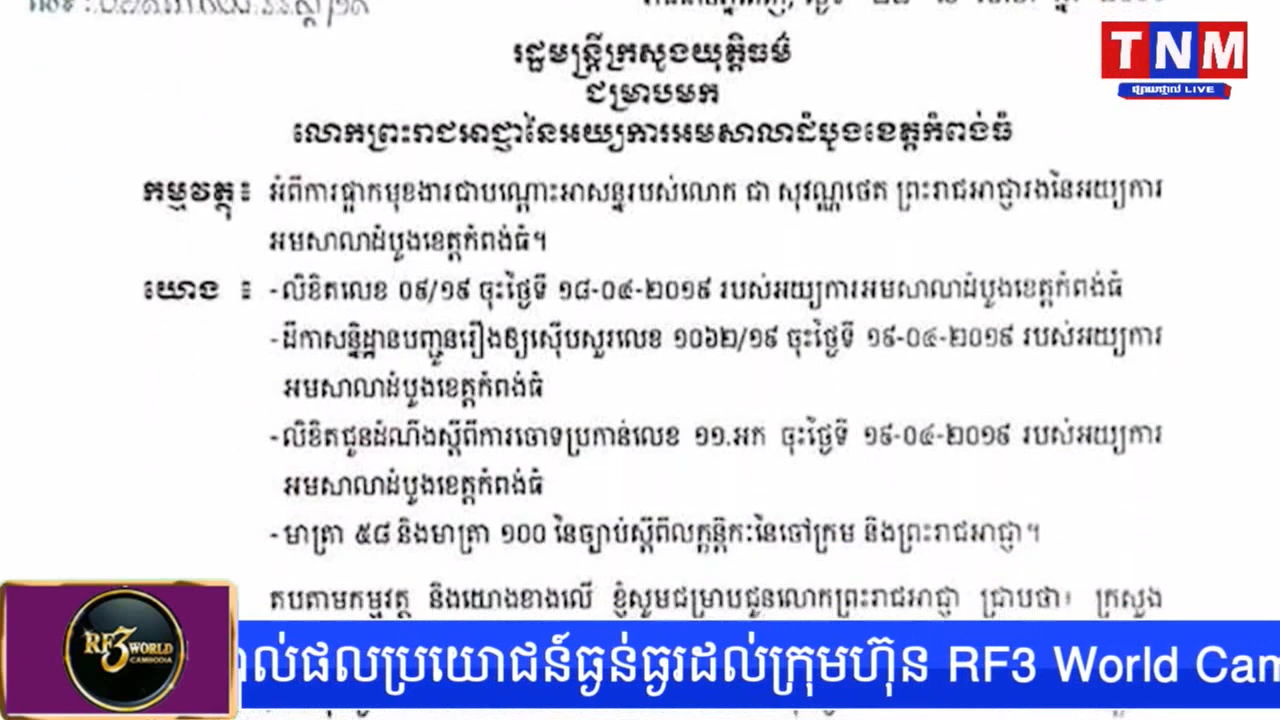 TNM
ផ្សាយផ្ទាល់ LIVE
រដ្ឋមន្ត្រីក្រសួងយុត្តិធម៌
ជម្រាបមក
លោកព្រះរាជអាជ្ញានៃអយ្យការអមសាលាដំបូងខេត្តកំពង់ធំ
កម្មវត្ថុ៖ អំពីការផ្អាកមុខងារជាបណ្តោះអាសន្នរបស់លោក ជា សុវណ្ណថេត ព្រះរាជអាជ្ញារងនៃអយ្យការ
អមសាលាដំបូងខេត្តកំពង់ធំ។
យោង ៖ -លិខិតលេខ ០៩/១៩ ចុះថ្ងៃទី ១៨-០៤-២០១៩ របស់អយ្យការអមសាលាដំបូងខេត្តកំពង់ធំ
-ដីកាសន្និដ្ឋានបញ្ជូនរឿងឲ្យស៊ើបសួរលេខ ១០៦២/១៩ ចុះថ្ងៃទី ១៩-០៤-២០១៩ របស់អយ្យការ
អមសាលាដំបូងខេត្តកំពង់ធំ
-លិខិតជូនដំណឹងស្តីពីការចោទប្រកាន់លេខ ១១.អក ចុះថ្ងៃទី ១៩-០៤-២០១៩ របស់អយ្យការ
អមសាលាដំបូងខេត្តកំពង់ធំ
-មាត្រា ៥៨ និងមាត្រា ១០០ នៃច្បាប់ស្តីពីលក្ខន្តិកៈនៃចៅក្រម និងព្រះរាជអាជ្ញា។
តបតាមកម្មវត្ថុ និងយោងខាងលើ ខ្ញុំសូមជម្រាបជូនលោកព្រះរាជអាជ្ញា ជ្រាបថា៖ ក្រសួង
RF3 WORLD
CAMBODIA
ផលប្រយោជន៍ធ្ងន់ធ្ងរដល់ក្រុមហ៊ុន RF3 World